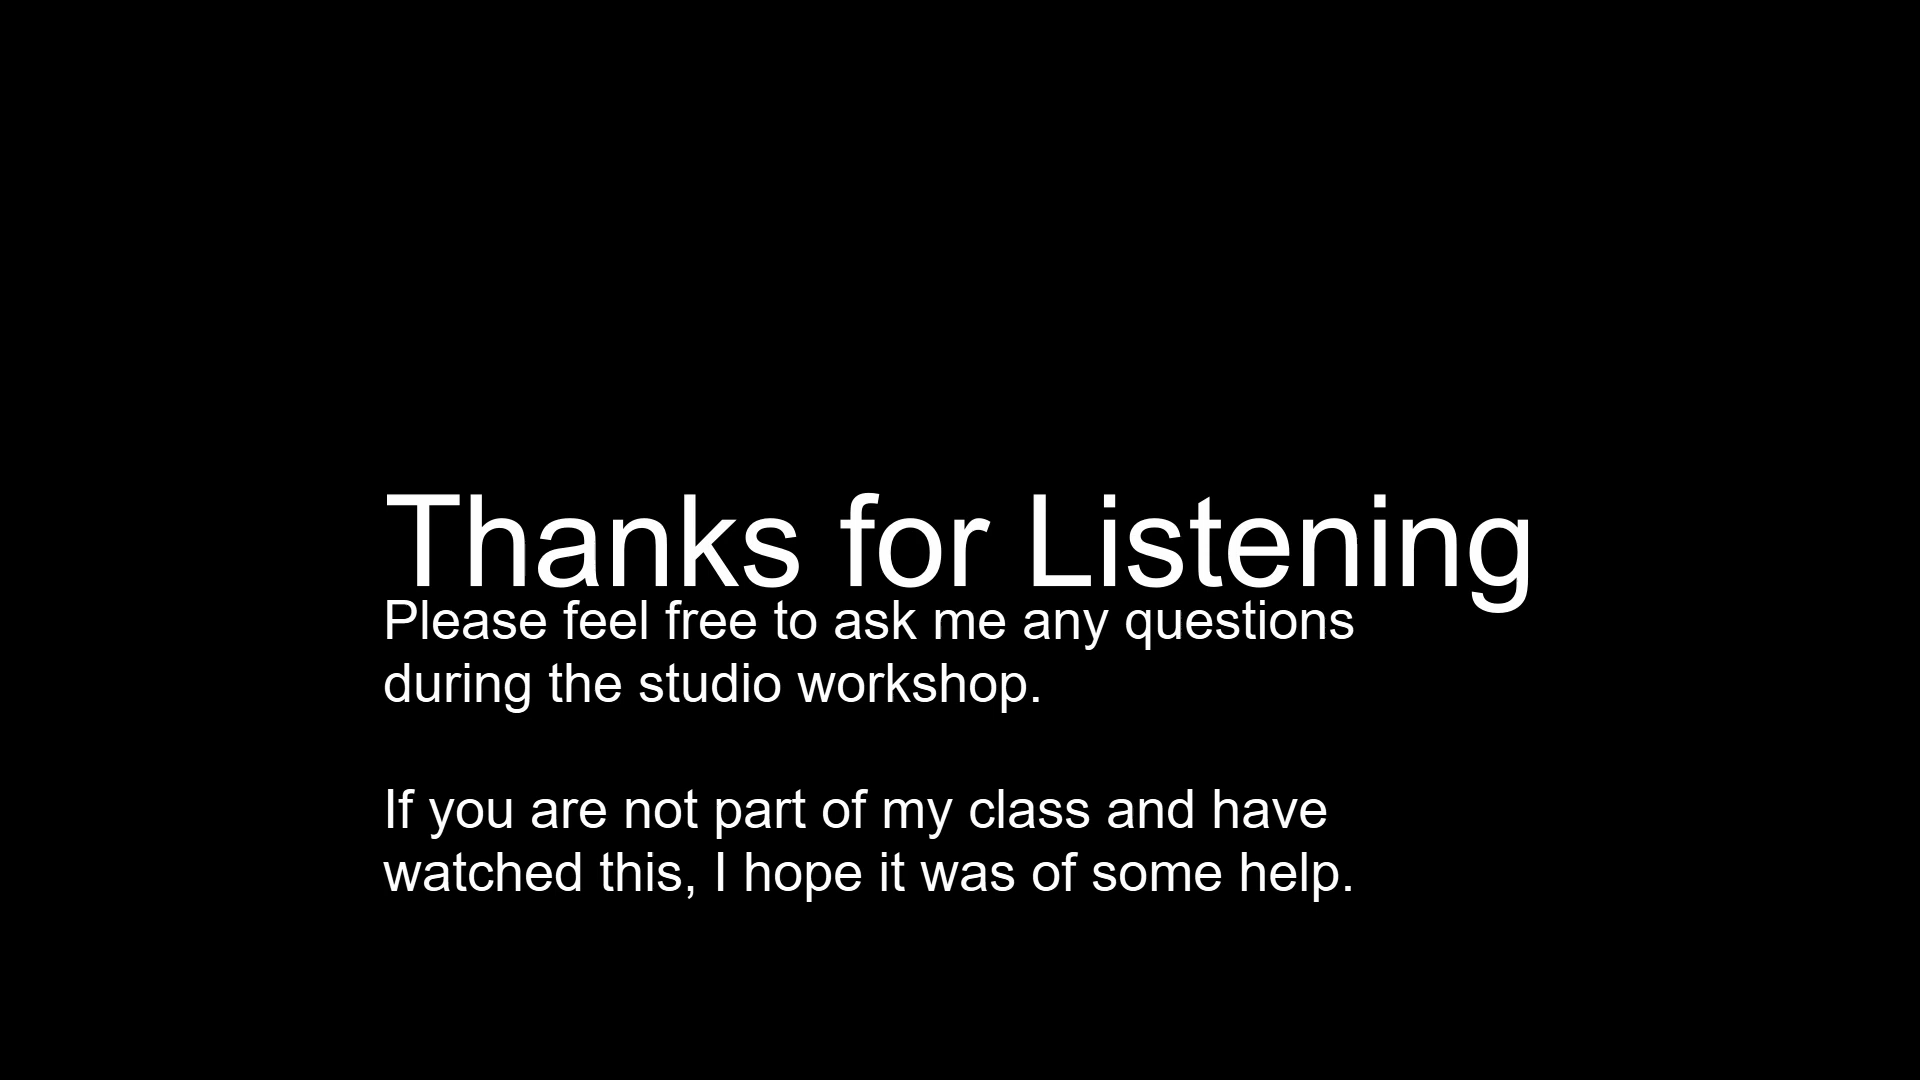 Thanks for Listening
Please feel free to ask me any questions
during the studio workshop.
If you are not part of my class and have
watched this, I hope it was of some help.